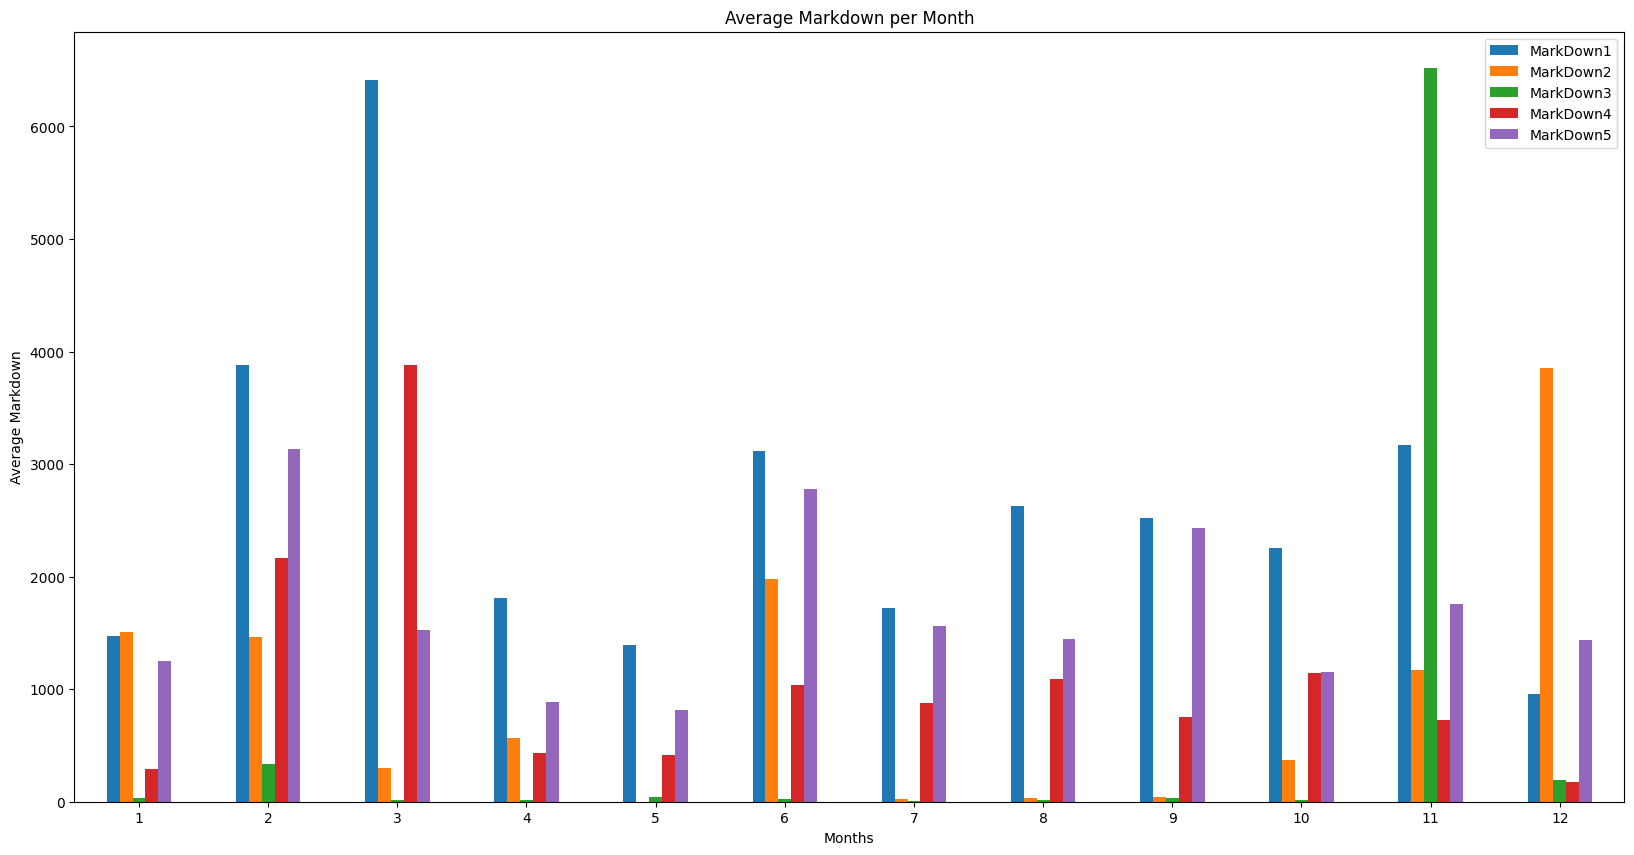 Average Markdown per Month
MarkDown1
MarkDown2
MarkDown3
MarkDown4
MarkDown5
Average Markdown
6000
5000
4000
3000
2000
1000
0
1 2 3 4 5 6 7 8 9 10 11 12
Months